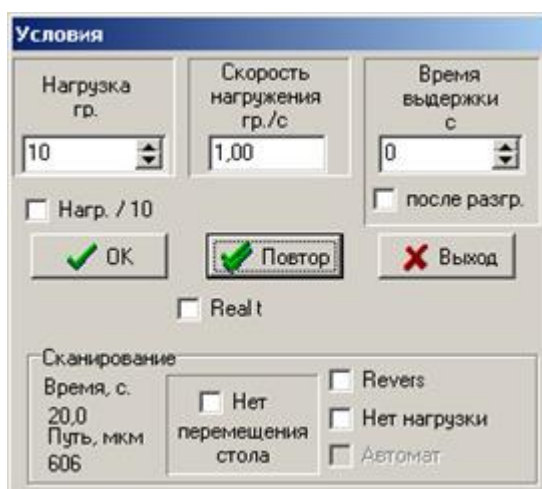 Условия
Нагрузка
гр.
10
Скорость
нагружения
гр./с
1,00
Время
выдержки
с
0
после разгр.
Нагр. / 10
OK
Повтор
Выход
Real t
Сканирование
Время, с.
20,0
Путь, мкм
606
Нет
перемещения
стола
Revers
Нет нагрузки
Автомат